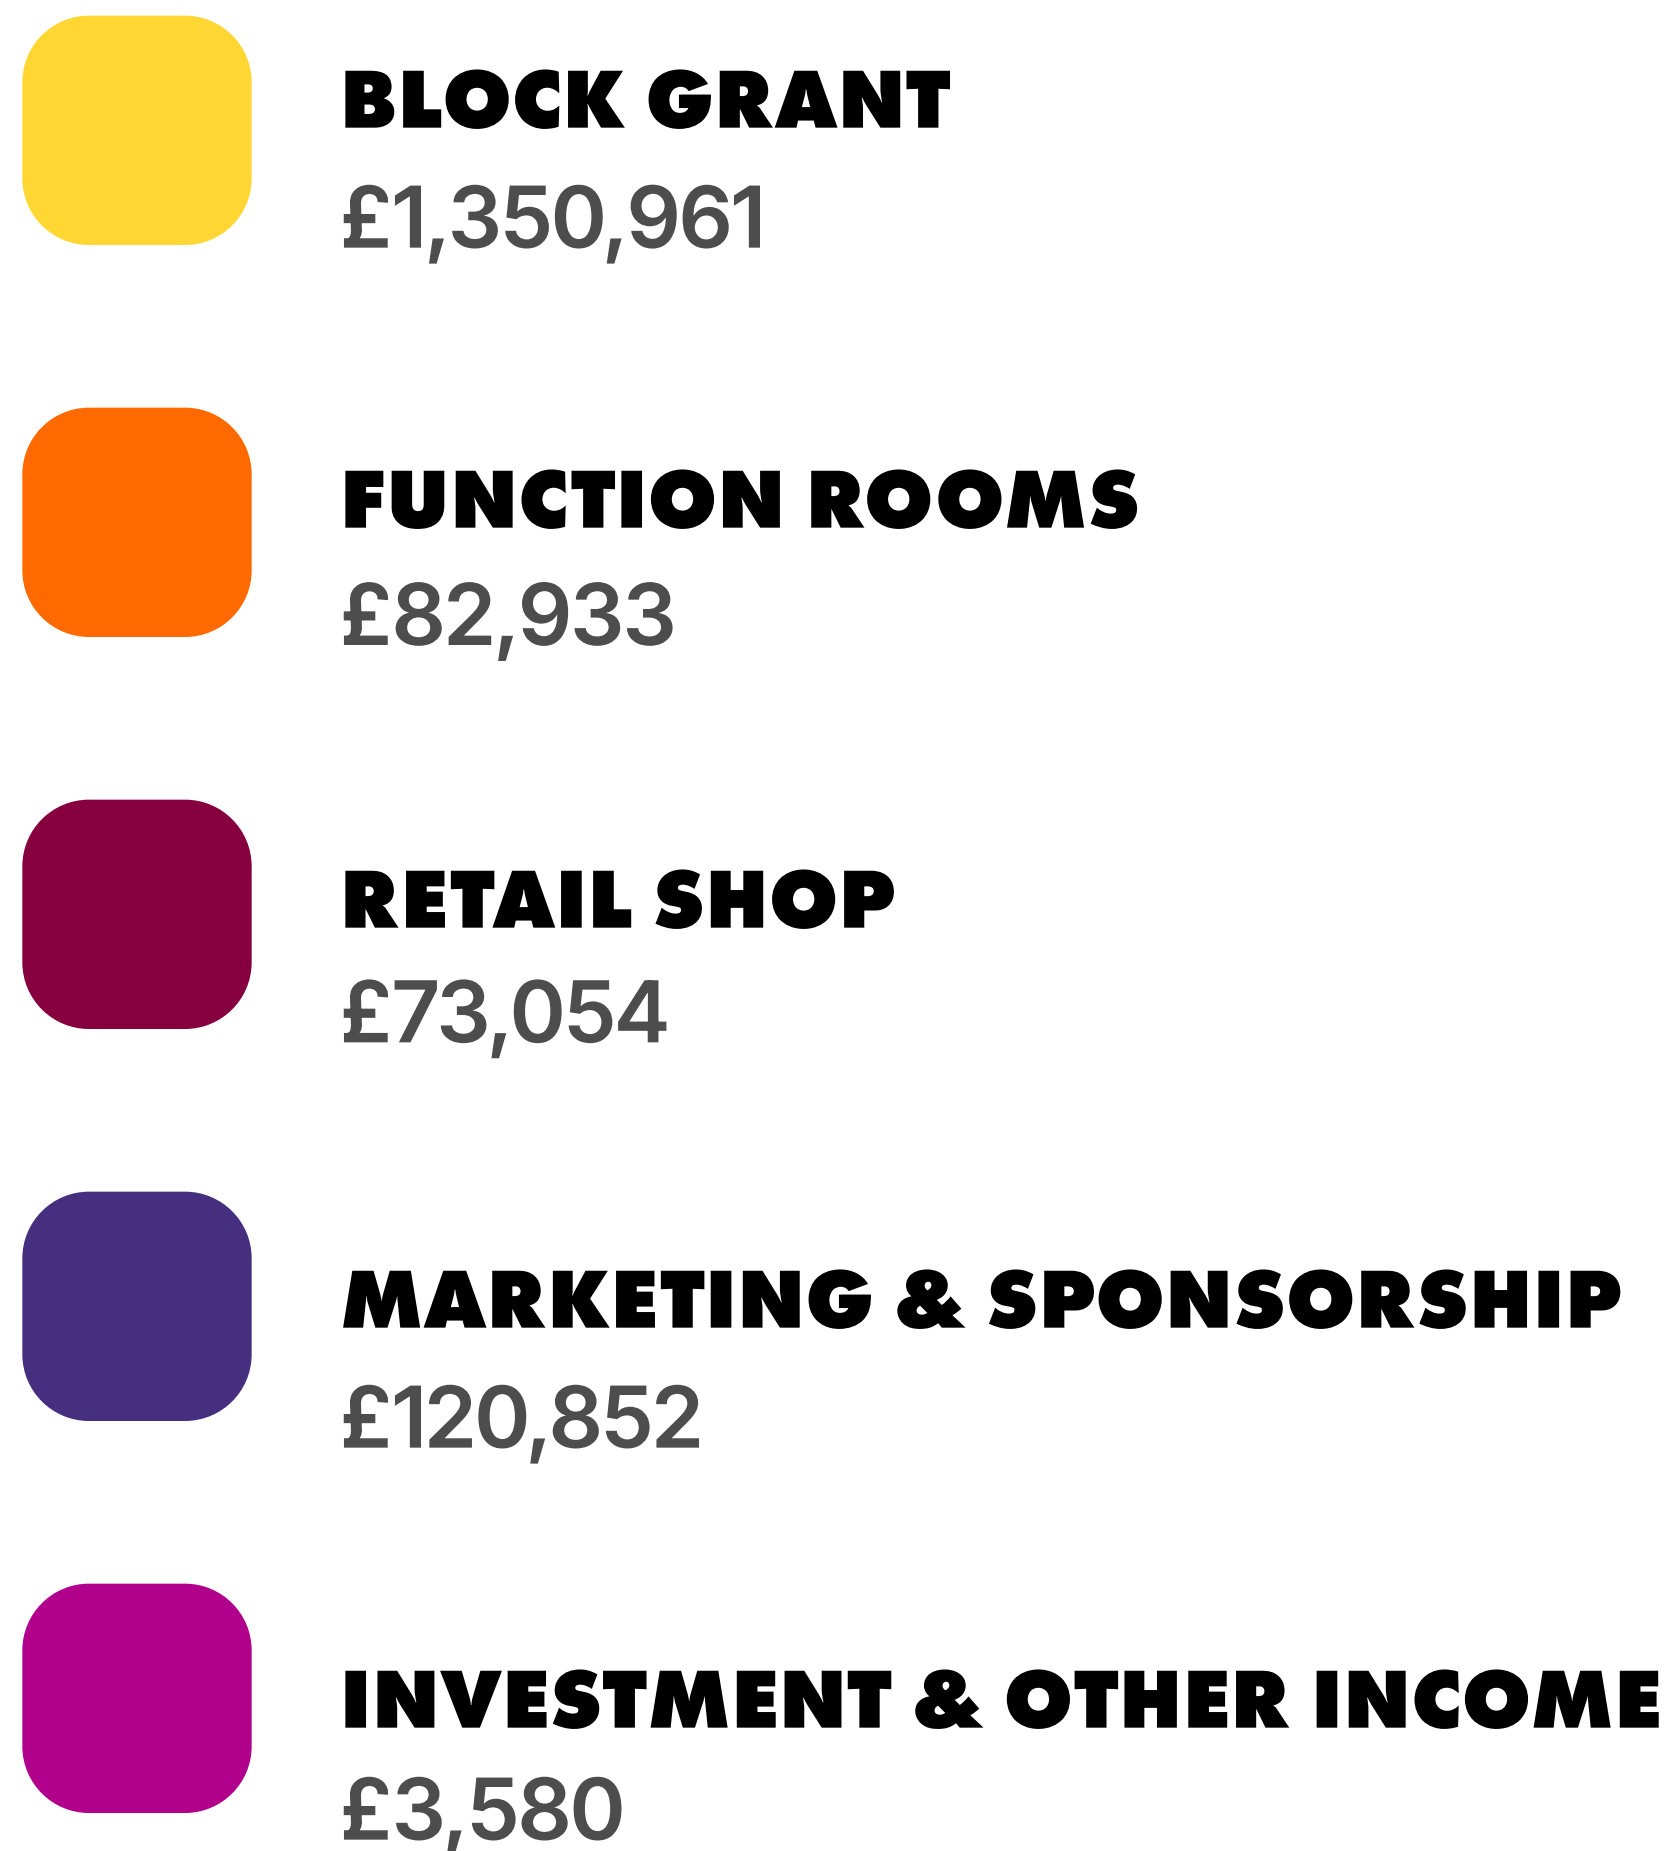 BLOCK GRANT
£1,350,961
FUNCTION ROOMS
£82,933
RETAIL SHOP
£73,054
MARKETING & SPONSORSHIP
£120,852
INVESTMENT & OTHER INCOME
£3,580